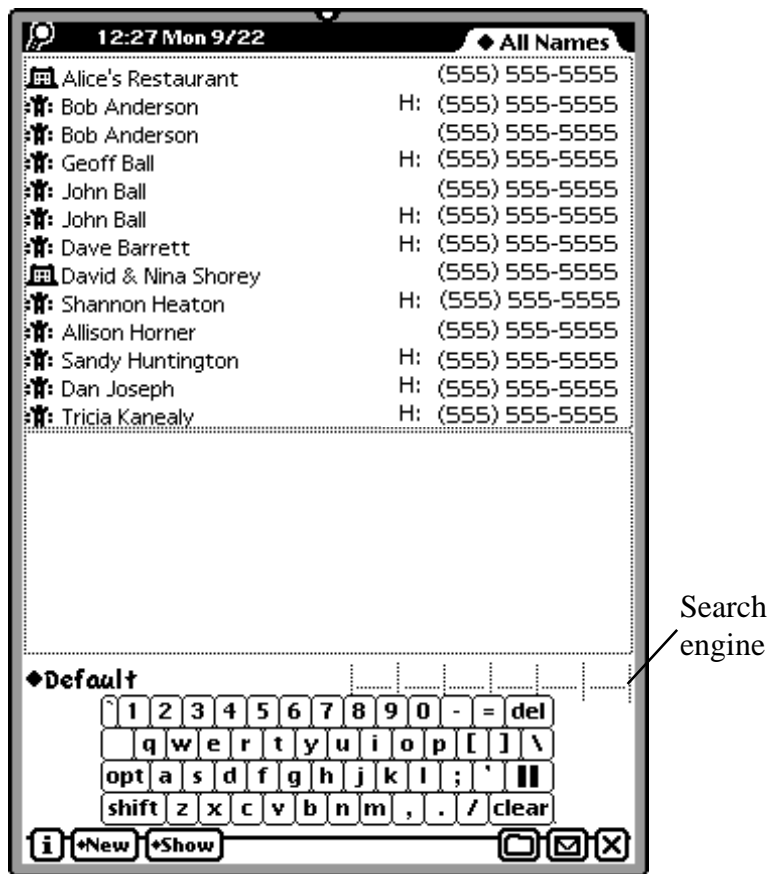 12:27 Mon 9/22 ◆ All Names
Alice's Restaurant (555) 555-5555
Bob Anderson H: (555) 555-5555
Bob Anderson (555) 555-5555
Geoff Ball H: (555) 555-5555
John Ball (555) 555-5555
John Ball H: (555) 555-5555
Dave Barrett H: (555) 555-5555
David & Nina Shorey (555) 555-5555
Shannon Heaton H: (555) 555-5555
Allison Horner (555) 555-5555
Sandy Huntington H: (555) 555-5555
Dan Joseph H: (555) 555-5555
Tricia Kanealy H: (555) 555-5555
Search
engine
◆Default
` 1 2 3 4 5 6 7 8 9 0 - = del
q w e r t y u i o p [ ] \
opt a s d f g h j k l ; '
shift z x c v b n m , . / clear
i ◆New ◆Show X